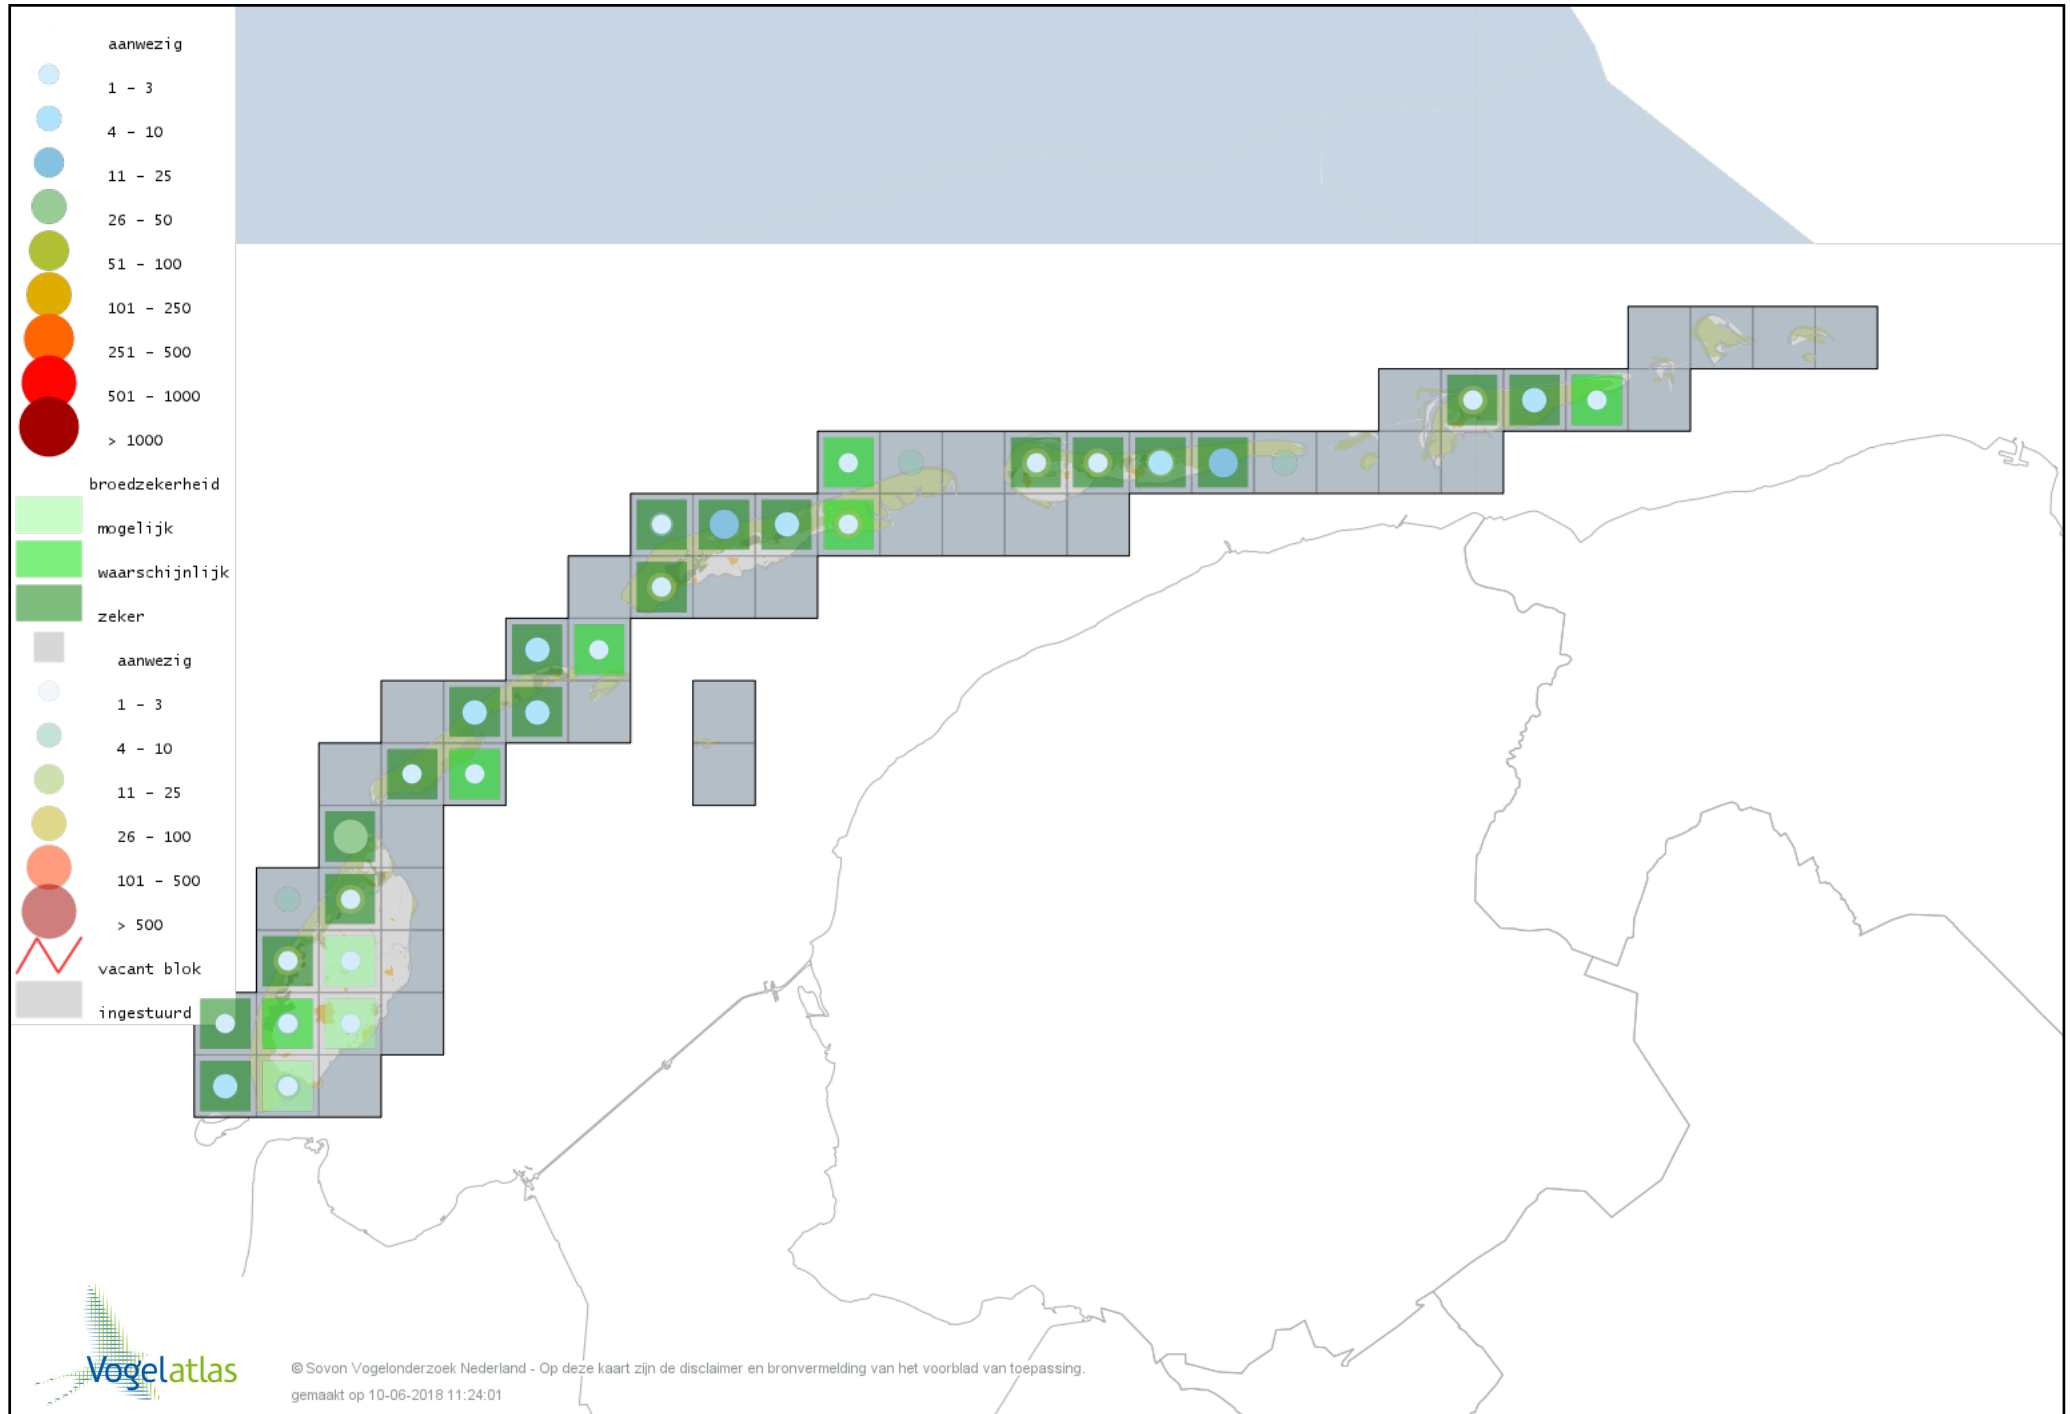 aanwezig
1 - 3
4 - 10
11 - 25
26 - 50
51 - 100
101 - 250
251 - 500
501 - 1000
> 1000
broedzekerheid
mogelijk
waarschijnlijk
zeker
aanwezig
1 - 3
4 - 10
11 - 25
26 - 100
101 - 500
> 500
vacant blok
ingestuurd
Vogelatlas
© Sovon Vogelonderzoek Nederland - Op deze kaart zijn de disclaimer en bronvermelding van het voorblad van toepassing.
gemaakt op 10-06-2018 11:24:01